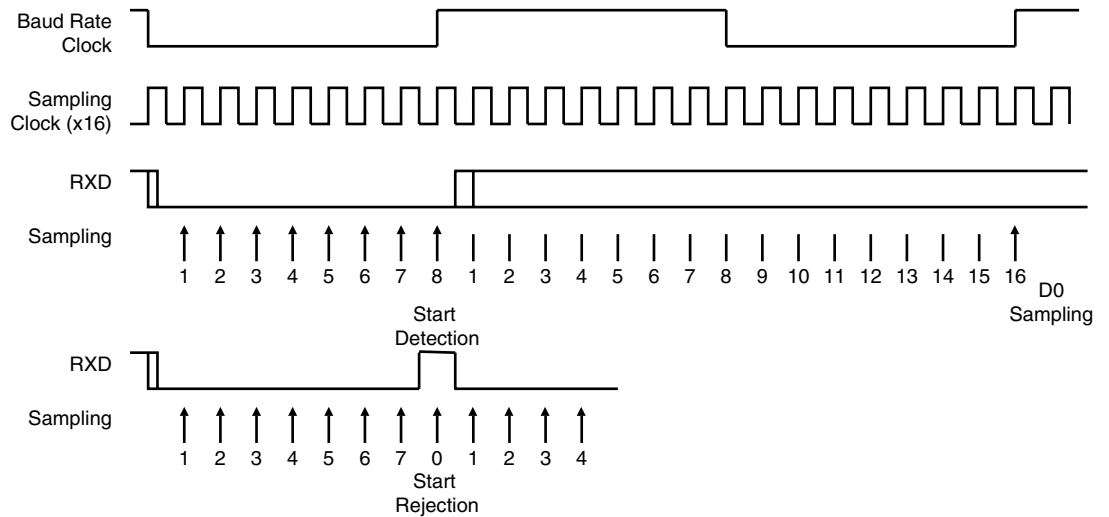 Baud Rate
Clock
Sampling
Clock (x16)
RXD
Sampling
1 2 3 4 5 6 7 8 1 2 3 4 5 6 7 8 9 10 11 12 13 14 15 16
D0
Sampling
Start
Detection
RXD
Sampling
1 2 3 4 5 6 7 0 1 2 3 4
Start
Rejection